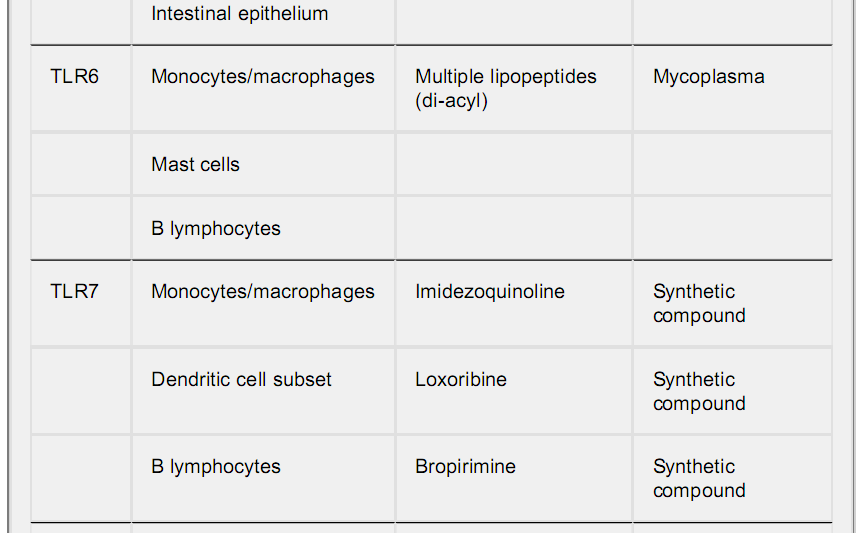 Intestinal epithelium
TLR6 Monocytes/macrophages Multiple lipopeptides Mycoplasma
(di-acyl)
Mast cells
B lymphocytes
TLR7 Monocytes/macrophages Imidezoquinoline Synthetic
compound
Dendritic cell subset Loxoribine Synthetic
compound
B lymphocytes Bropirimine Synthetic
compound